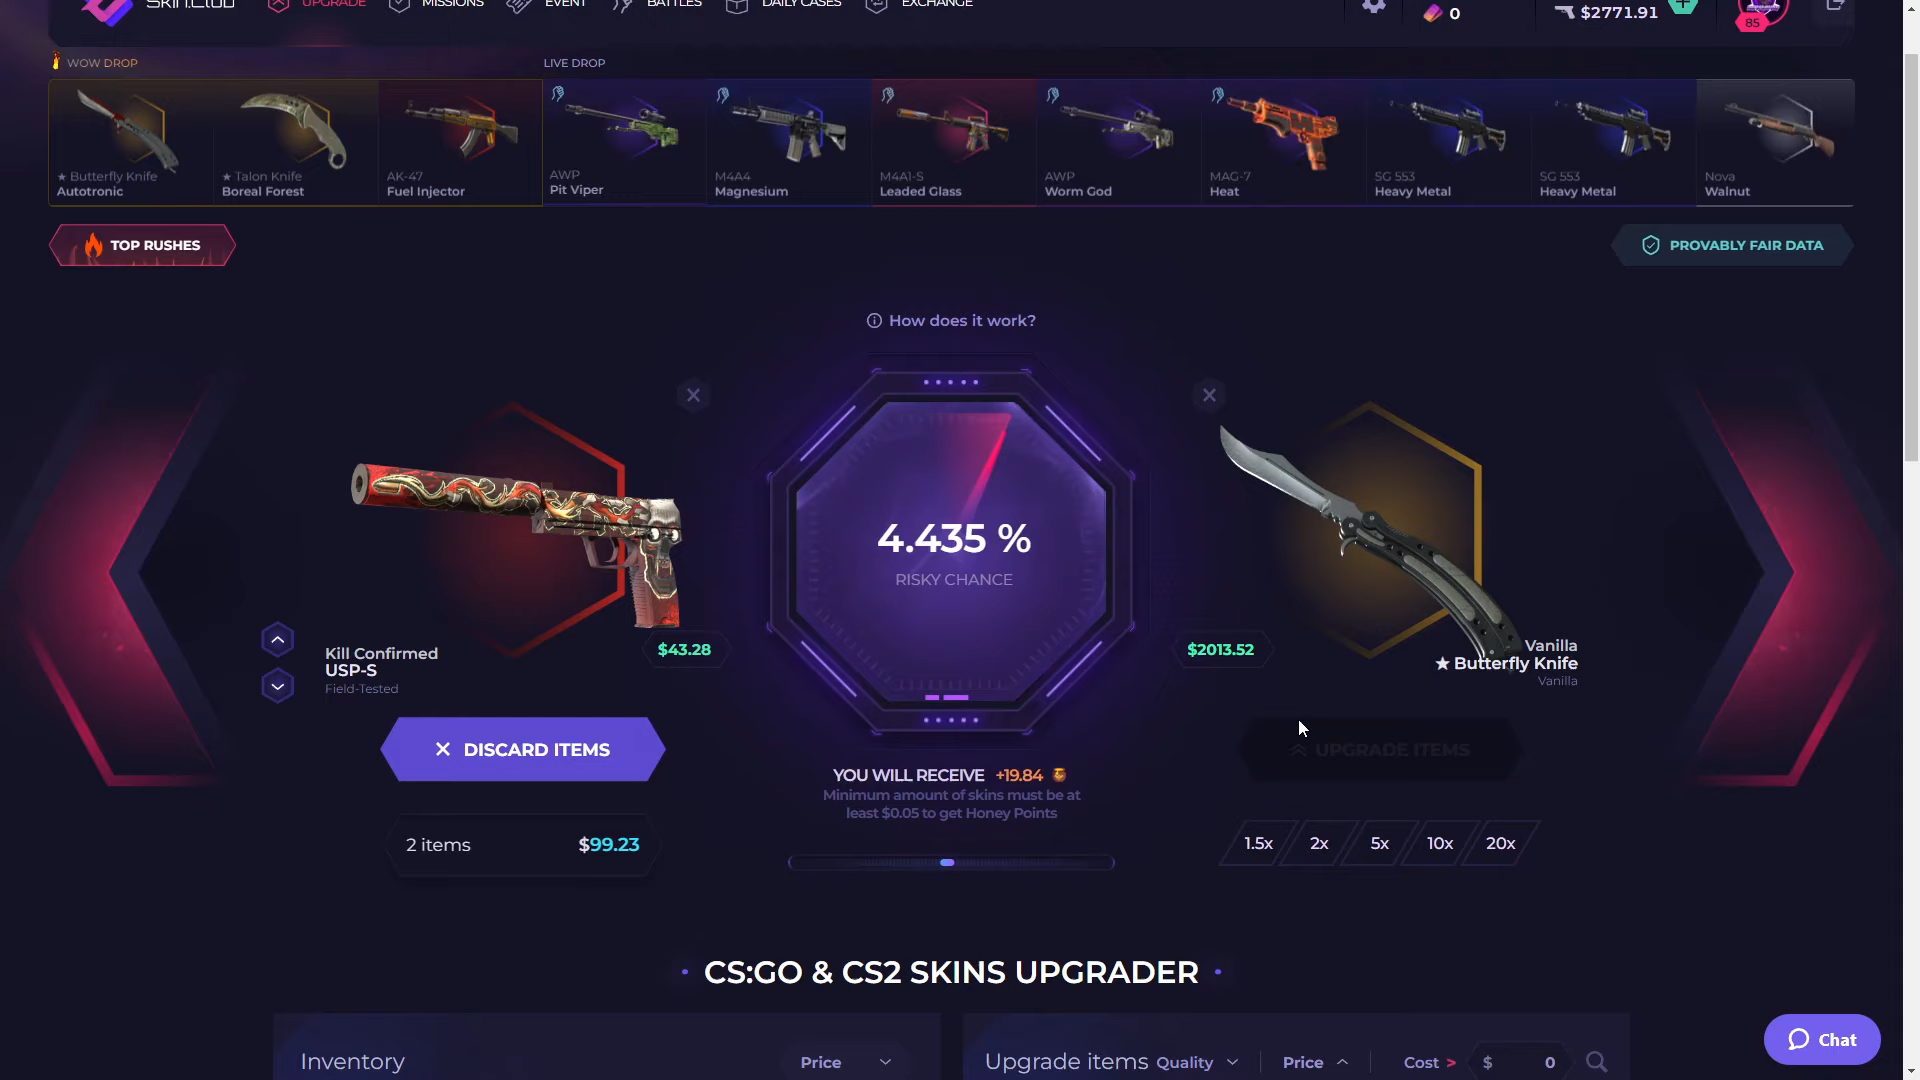 UPGRADE
MISSIONS
EVENT
BATTLES
DAILY CASES
EXCHANGE
0
$2771.91
85
WOW DROP
LIVE DROP
★ Butterfly Knife
Autotronic
★ Talon Knife
Boreal Forest
AK-47
Fuel Injector
AWP
Pit Viper
M4A4
Magnesium
M4A1-S
Leaded Glass
AWP
Worm God
MAG-7
Heat
SG 553
Heavy Metal
SG 553
Heavy Metal
Nova
Walnut
TOP RUSHES
PROVABLY FAIR DATA
How does it work?
4.435 %
RISKY CHANCE
Kill Confirmed
USP-S
Field-Tested
$43.28
$2013.52
Vanilla
★ Butterfly Knife
Vanilla
DISCARD ITEMS
UPGRADE ITEMS
YOU WILL RECEIVE +19.84
Minimum amount of skins must be at
least $0.05 to get Honey Points
2 items $99.23
1.5x 2x 5x 10x 20x
• CS:GO & CS2 SKINS UPGRADER •
Inventory
Price
Upgrade items
Quality
Price
Cost > $ 0
Chat